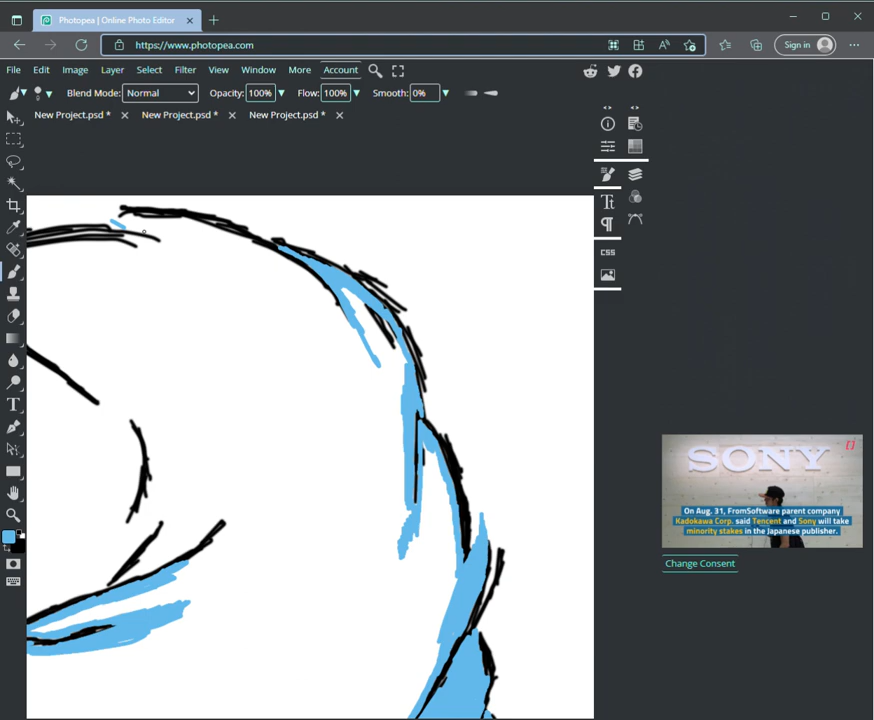 Photopea | Online Photo Editor
https://www.photopea.com
Sign in
File Edit Image Layer Select Filter View Window More Account
Blend Mode: Normal Opacity: 100% Flow: 100% Smooth: 0%
New Project.psd * New Project.psd * New Project.psd *
CSS
SONY
On Aug. 31, FromSoftware parent company
Kadokawa Corp. said Tencent and Sony will take
minority stakes in the Japanese publisher.
Change Consent